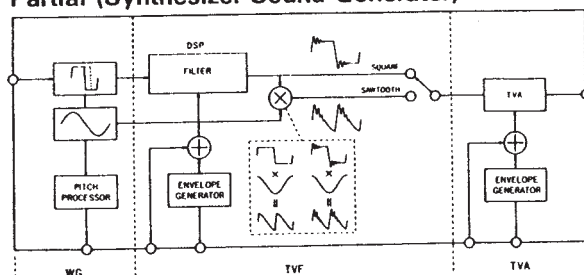 Partial (Synthesizer Sound Generator)
DSP
FILTER
SQUARE
SAWTOOTH
TVA
PITCH
PROCESSOR
ENVELOPE
GENERATOR
ENVELOPE
GENERATOR
WG
TVF
TVA